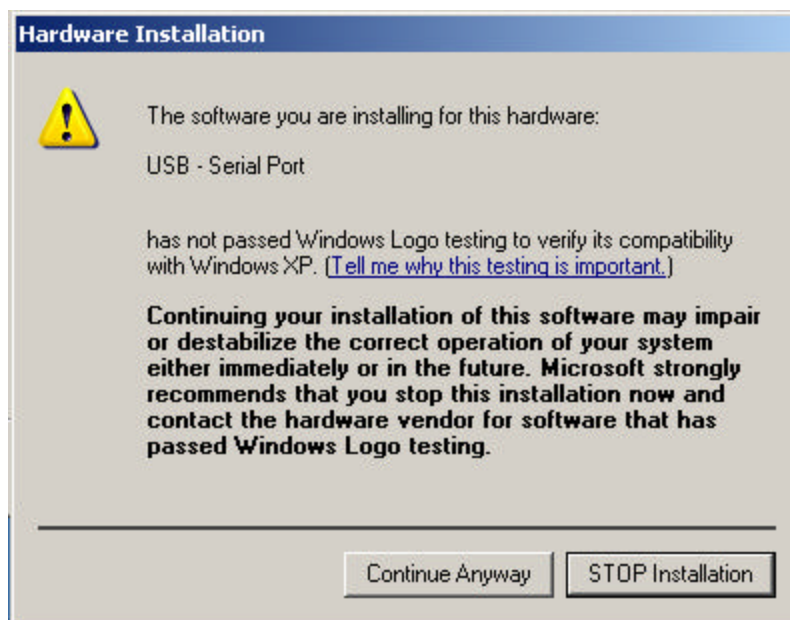 Hardware Installation
The software you are installing for this hardware:
USB - Serial Port
has not passed Windows Logo testing to verify its compatibility
with Windows XP. (Tell me why this testing is important.)
Continuing your installation of this software may impair
or destabilize the correct operation of your system
either immediately or in the future. Microsoft strongly
recommends that you stop this installation now and
contact the hardware vendor for software that has
passed Windows Logo testing.
Continue Anyway STOP Installation